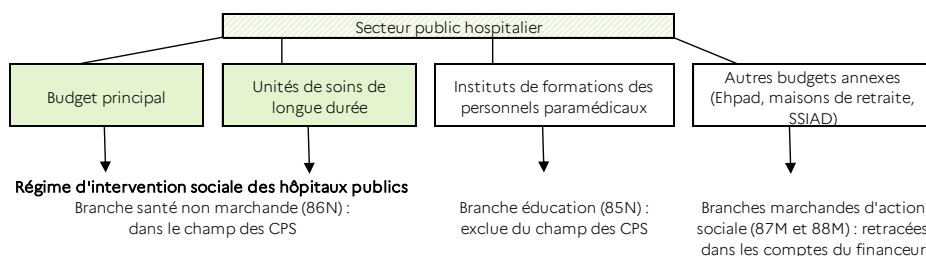 Secteur public hospitalier
Budget principal
Unités de soins de
longue durée
Instituts de formations des
personnels paramédicaux
Autres budgets annexes
(Ehpad, maisons de retraite,
SSIAD)
Régime d'intervention sociale des hôpitaux publics
Branche santé non marchande (86N) :
dans le champ des CPS
Branche éducation (85N) :
exclue du champ des CPS
Branches marchandes d'action
sociale (87M et 88M) : retracées
dans les comptes du financeur